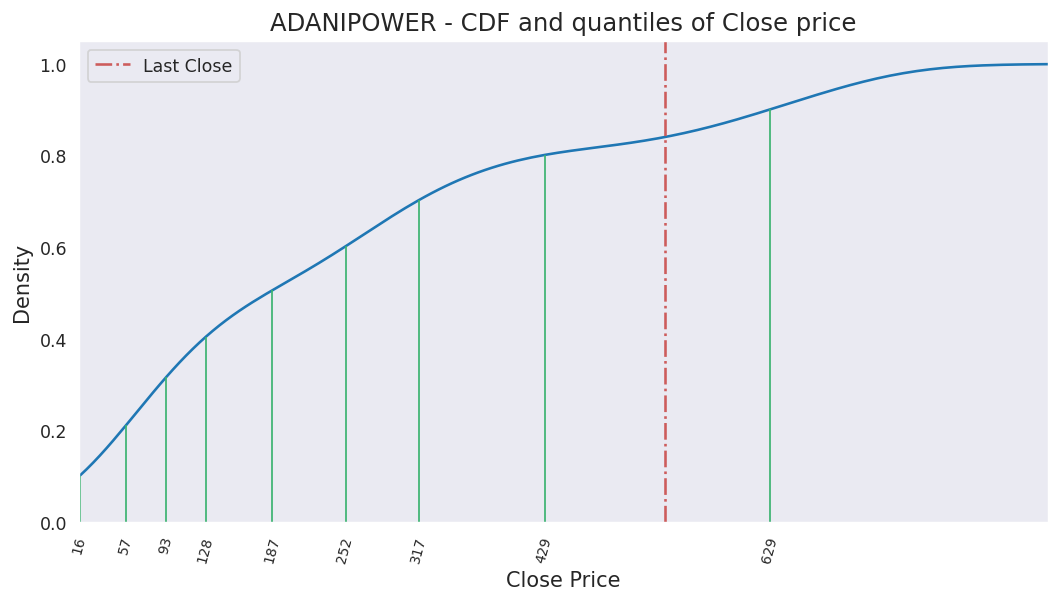 ADANIPOWER - CDF and quantiles of Close price
Last Close
1.0
0.8
0.6
0.4
0.2
0.0
Density
16 57 93 128 187 252 317 429 629
Close Price